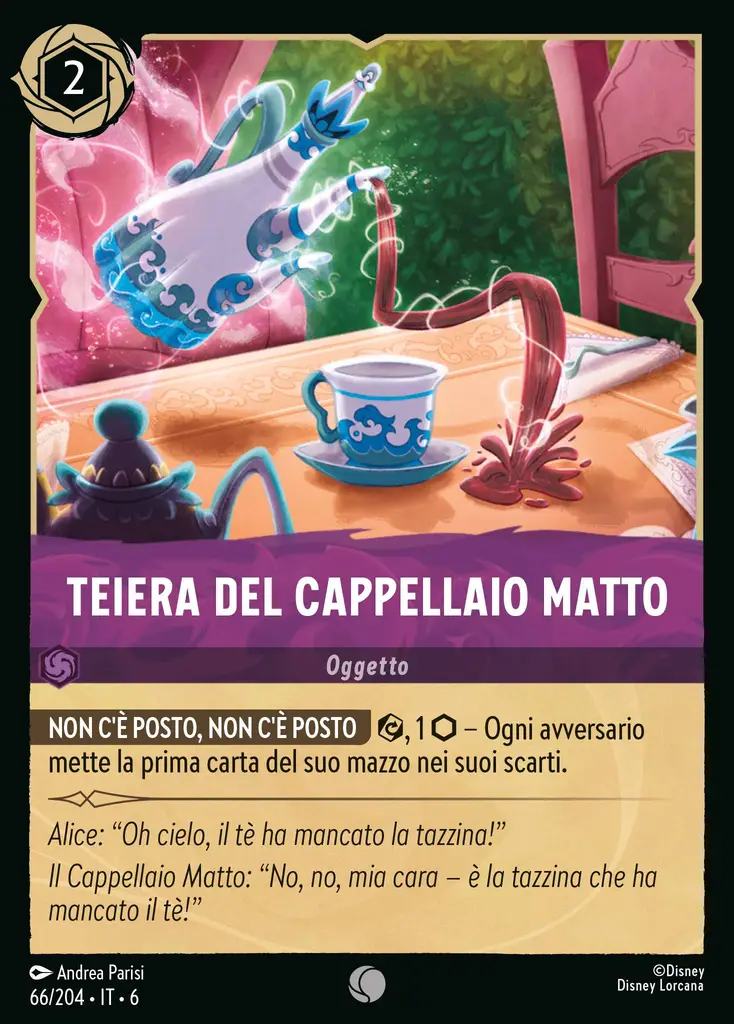 2
TEIERA DEL CAPPELLAIO MATTO
Oggetto
NON C'È POSTO, NON C'È POSTO , 1 – Ogni avversario
mette la prima carta del suo mazzo nei suoi scarti.
Alice: “Oh cielo, il tè ha mancato la tazzina!”
Il Cappellaio Matto: “No, no, mia cara – è la tazzina che ha
mancato il tè!”
Andrea Parisi
66/204 • IT • 6
©Disney
Disney Lorcana